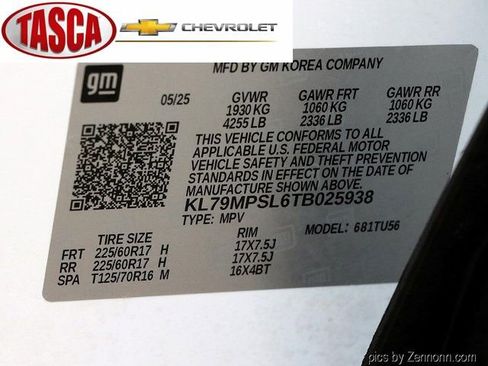 TASCA
CHEVROLET
gm
MFD BY GM KOREA COMPANY
05/25
GVWR GAWR FRT GAWR RR
1930 KG 1060 KG 1060 KG
4255 LB 2336 LB 2336 LB
THIS VEHICLE CONFORMS TO ALL
APPLICABLE U.S. FEDERAL MOTOR
VEHICLE SAFETY AND THEFT PREVENTION
STANDARDS IN EFFECT ON THE DATE OF
MANUFACTURE SHOWN ABOVE.
KL79MPSL6TB025938
TYPE: MPV MODEL: 681TU56
TIRE SIZE RIM
FRT 225/60R17 H 17X7.5J
RR 225/60R17 H 17X7.5J
SPA T125/70R16 M 16X4BT
pics by Zennonn.com